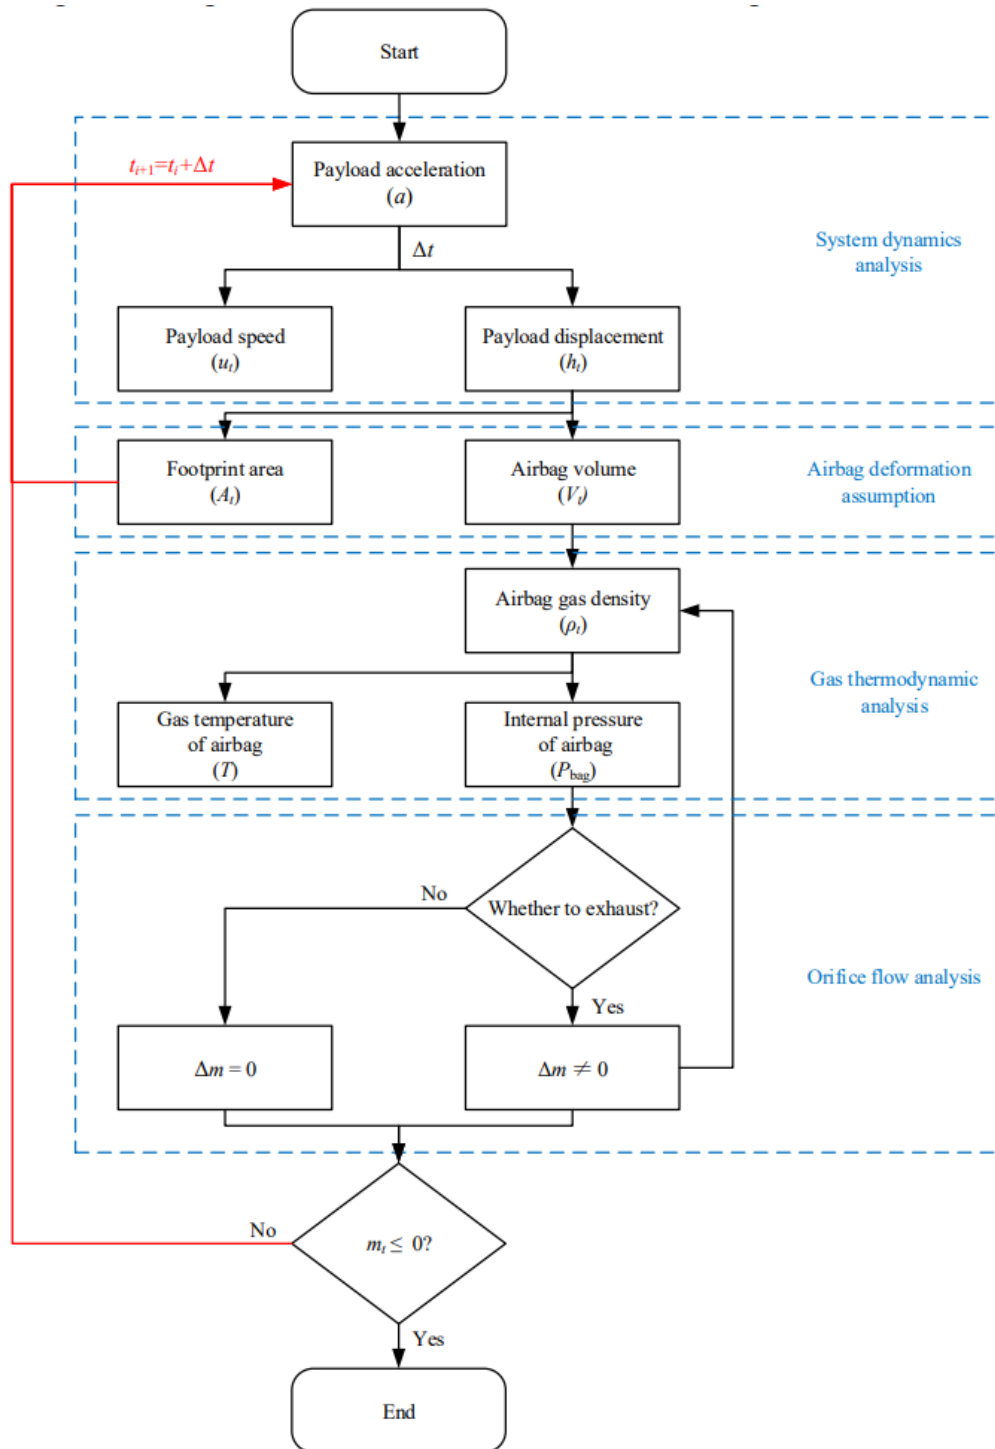 Start
t_{i+1}=t_i+Δt
Payload acceleration
(a)
Δt
System dynamics
analysis
Payload speed
(u_t)
Payload displacement
(h_t)
Footprint area
(A_t)
Airbag volume
(V_t)
Airbag deformation
assumption
Airbag gas density
(ρ_t)
Gas thermodynamic
analysis
Gas temperature
of airbag
(T)
Internal pressure
of airbag
(P_bag)
No
Whether to exhaust?
Yes
Orifice flow analysis
Δm = 0
Δm ≠ 0
No
m_t ≤ 0?
Yes
End